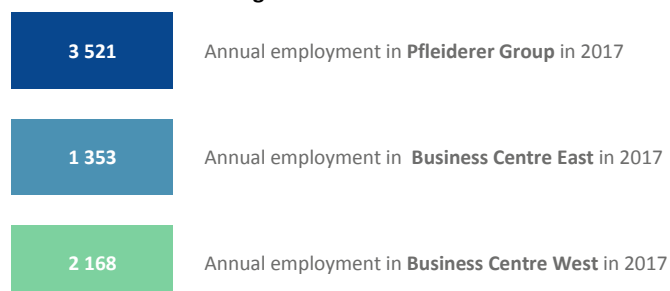 3 521 Annual employment in Pfleiderer Group in 2017
1 353 Annual employment in Business Centre East in 2017
2 168 Annual employment in Business Centre West in 2017